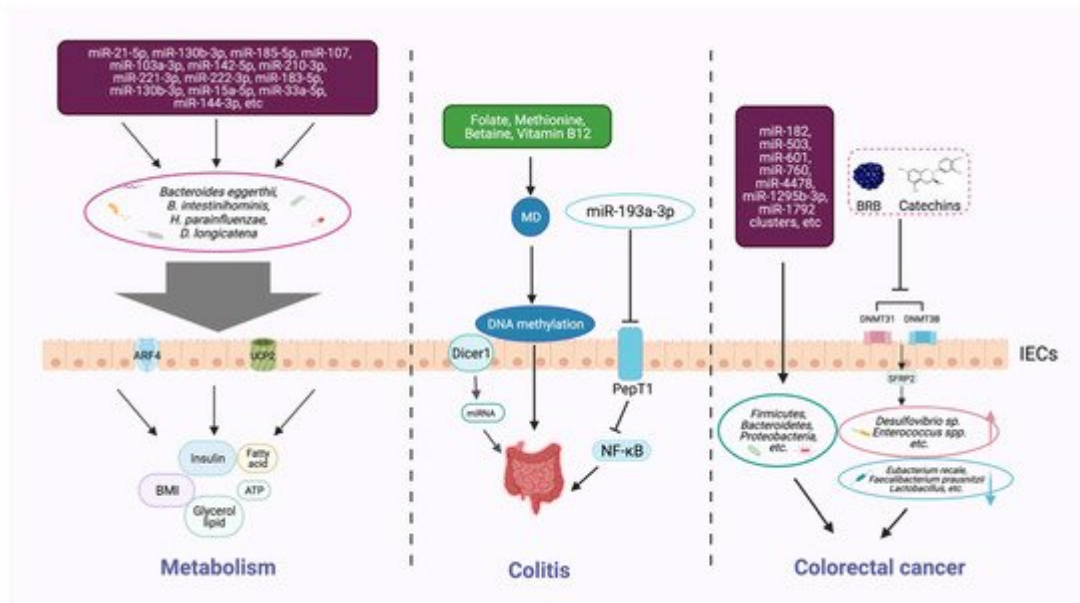 miR-21-5p, miR-130b-3p, miR-185-5p, miR-107,
miR-103a-3p, miR-142-5p, miR-210-3p,
miR-221-3p, miR-222-3p, miR-183-5p,
miR-130b-3p, miR-15a-5p, miR-33a-5p,
miR-144-3p, etc
Bacteroides eggerthii,
B. intestinihominis,
H. parainfluenzae,
D. longicatena
ARF4
UCP2
Insulin
Fatty
acid
BMI
ATP
Glycerol
lipid
Metabolism
Folate, Methionine,
Betaine, Vitamin B12
MD
miR-193a-3p
DNA methylation
Dicer1
PepT1
miRNA
NF-κB
Colitis
miR-182,
miR-503,
miR-601,
miR-760,
miR-4478,
miR-1295b-3p,
miR-1792
clusters, etc
BRB
Catechins
DNMT31
DNMT3B
IECs
SFRP2
Firmicutes,
Bacteroidetes,
Proteobacteria,
etc.
Desulfovibrio sp.
Enterococcus spp.
etc.
Eubacterium recale,
Faecalibacterium prausnitzii
Lactobacillus, etc.
Colorectal cancer